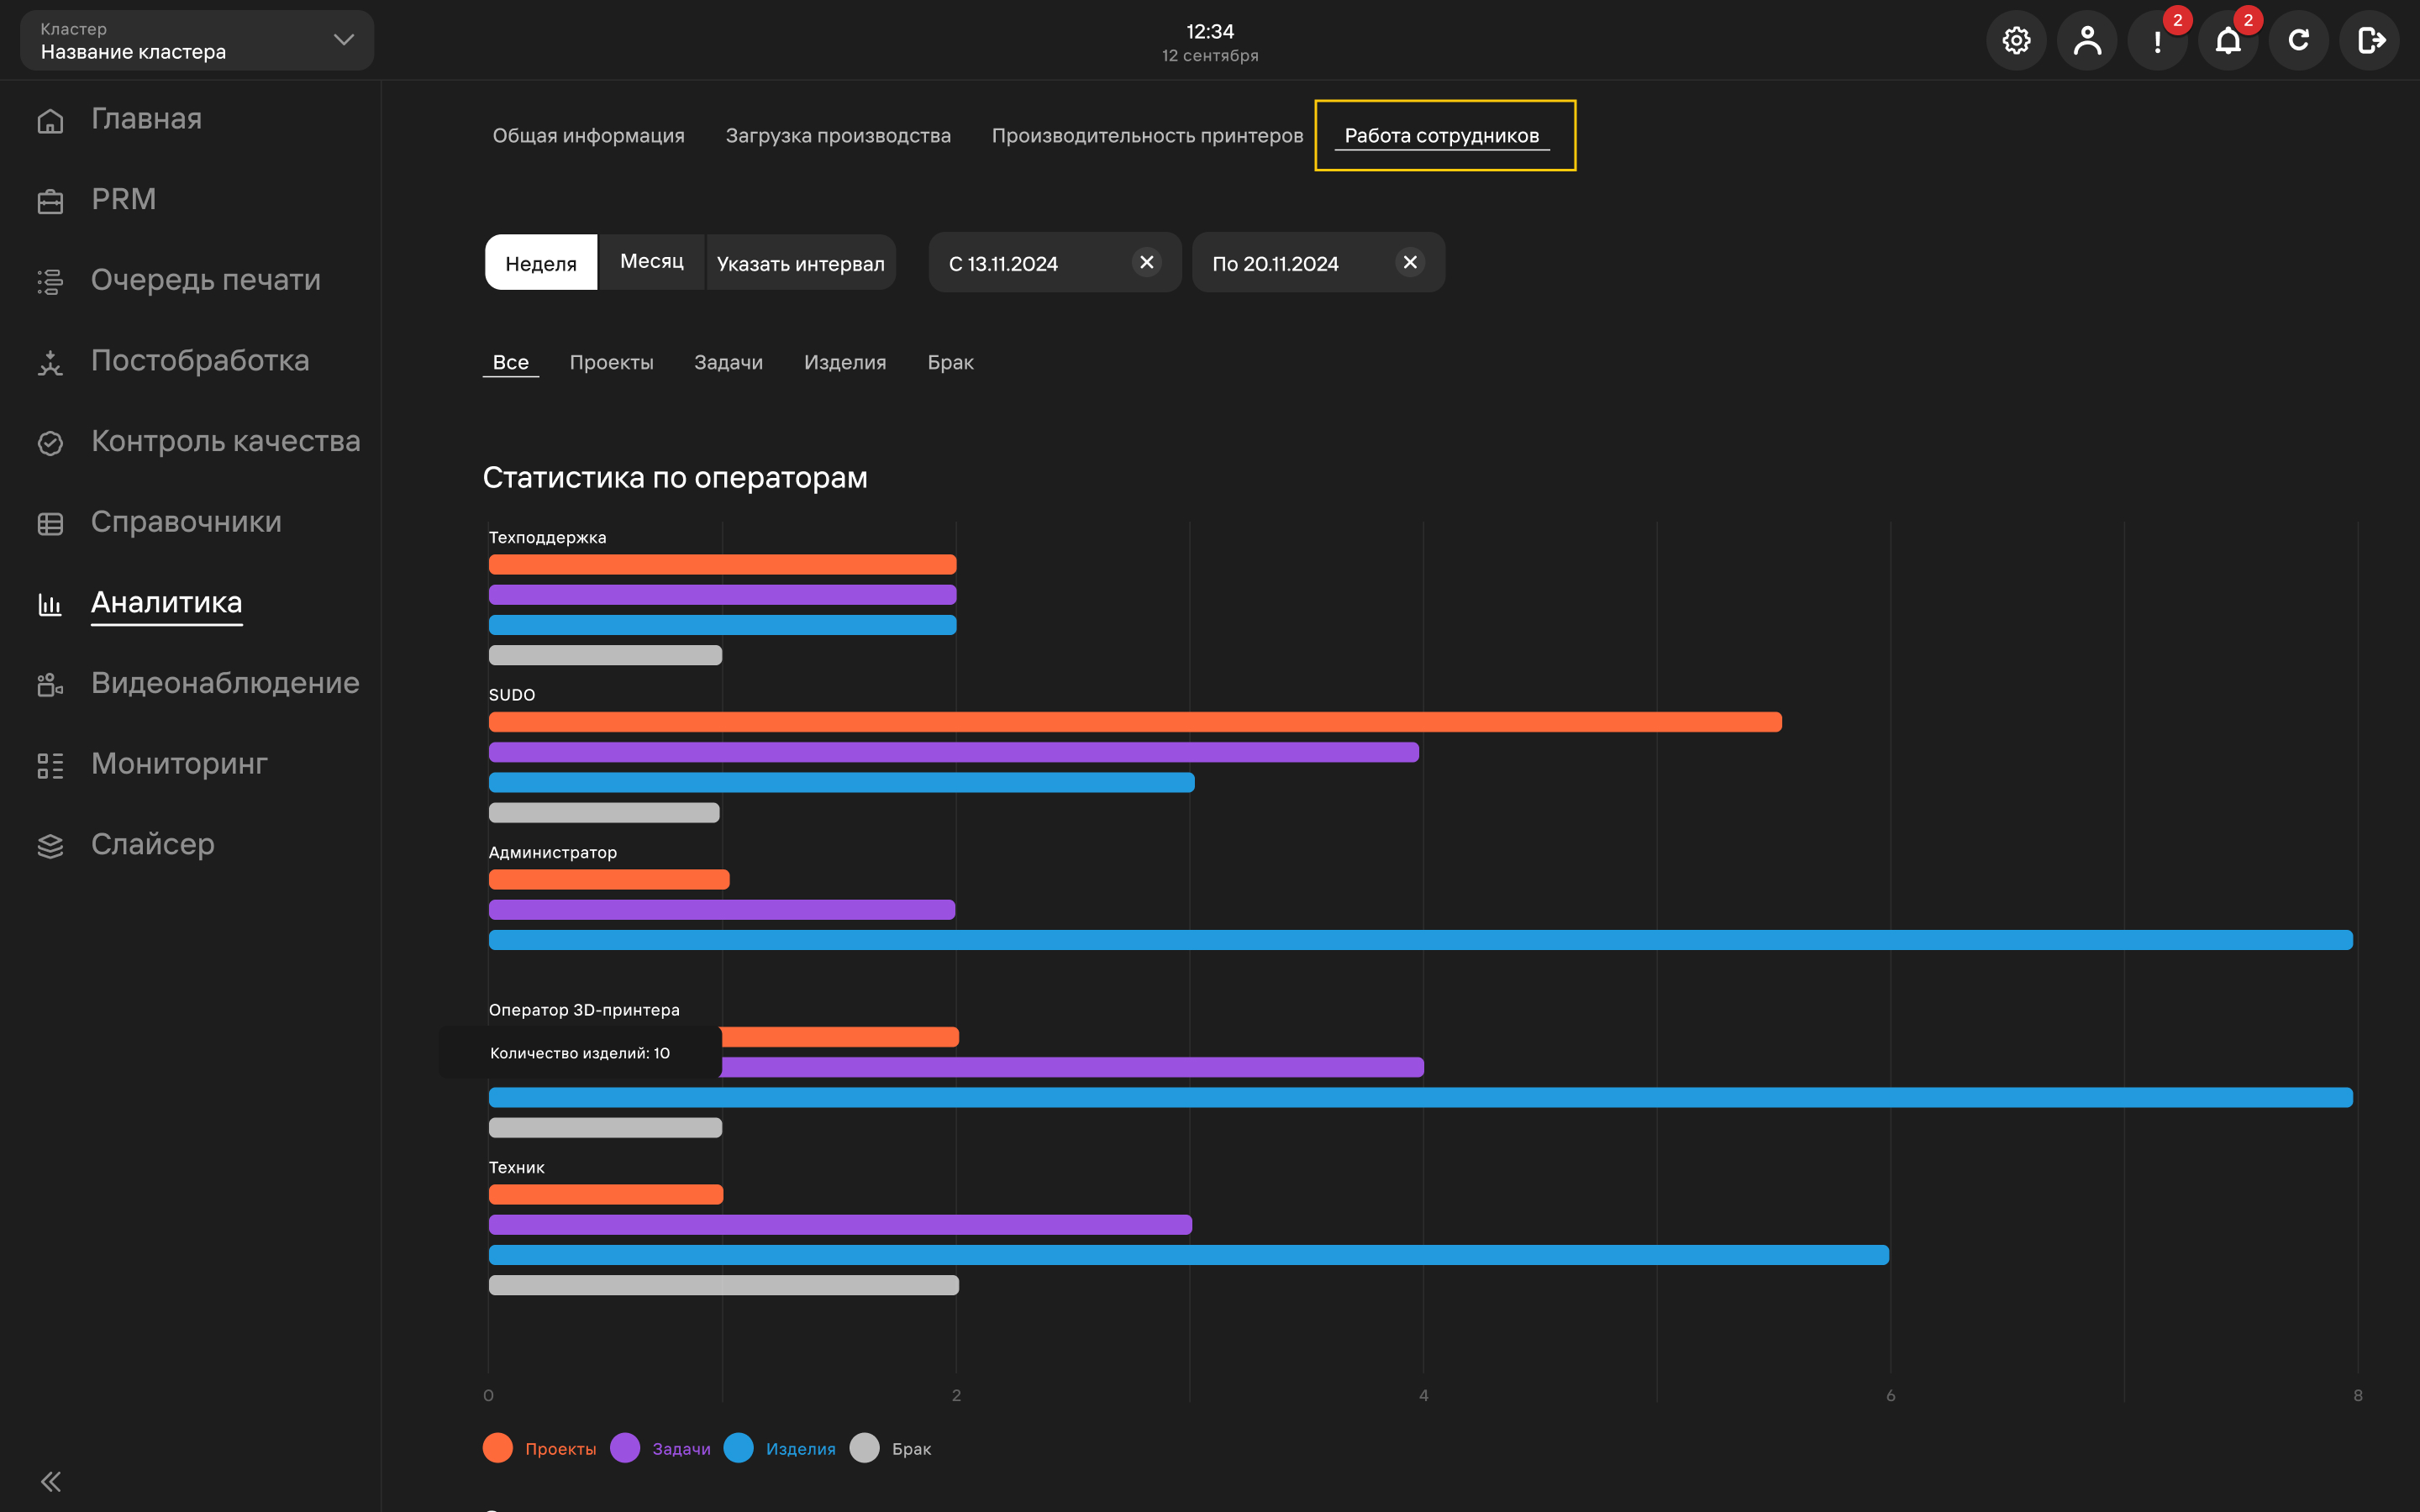 Кластер
Название кластера
12:34
12 сентября
2
2
Главная
PRM
Очередь печати
Постобработка
Контроль качества
Справочники
Аналитика
Видеонаблюдение
Мониторинг
Слайсер
Общая информация Загрузка производства Производительность принтеров Работа сотрудников
Неделя Месяц Указать интервал С 13.11.2024 По 20.11.2024
Все Проекты Задачи Изделия Брак
Статистика по операторам
Техподдержка
SUDO
Администратор
Оператор 3D-принтера
Количество изделий: 10
Техник
0 2 4 6 8
Проекты Задачи Изделия Брак